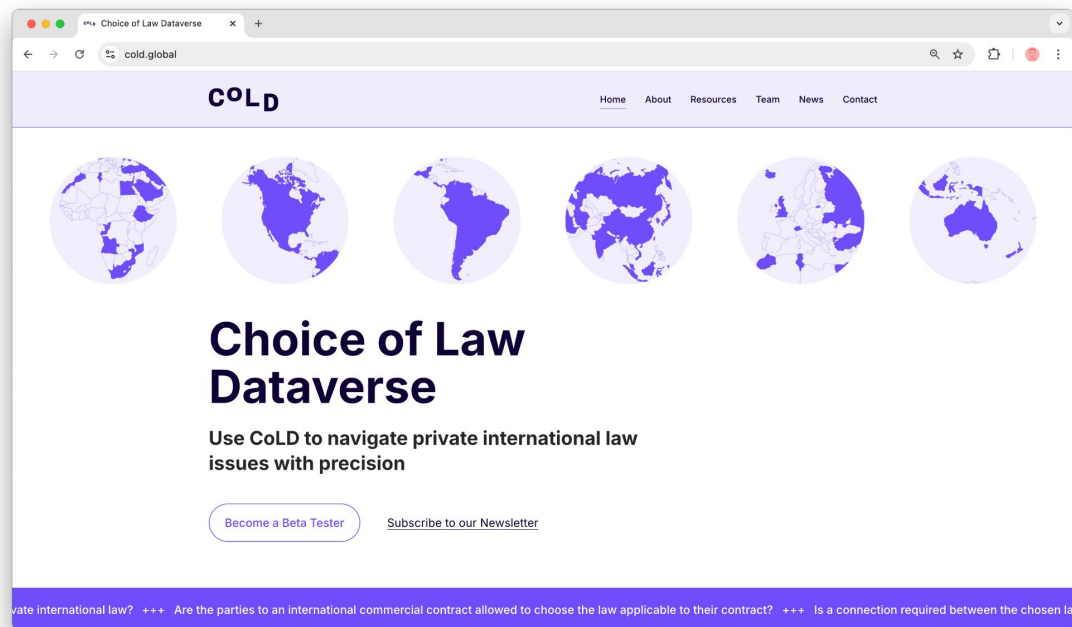 CoLD Choice of Law Dataverse
cold.global
CoLD
Home About Resources Team News Contact
Choice of Law
Dataverse
Use CoLD to navigate private international law
issues with precision
Become a Beta Tester Subscribe to our Newsletter
international law? +++ Are the parties to an international commercial contract allowed to choose the law applicable to their contract? +++ Is a connection required between the chosen